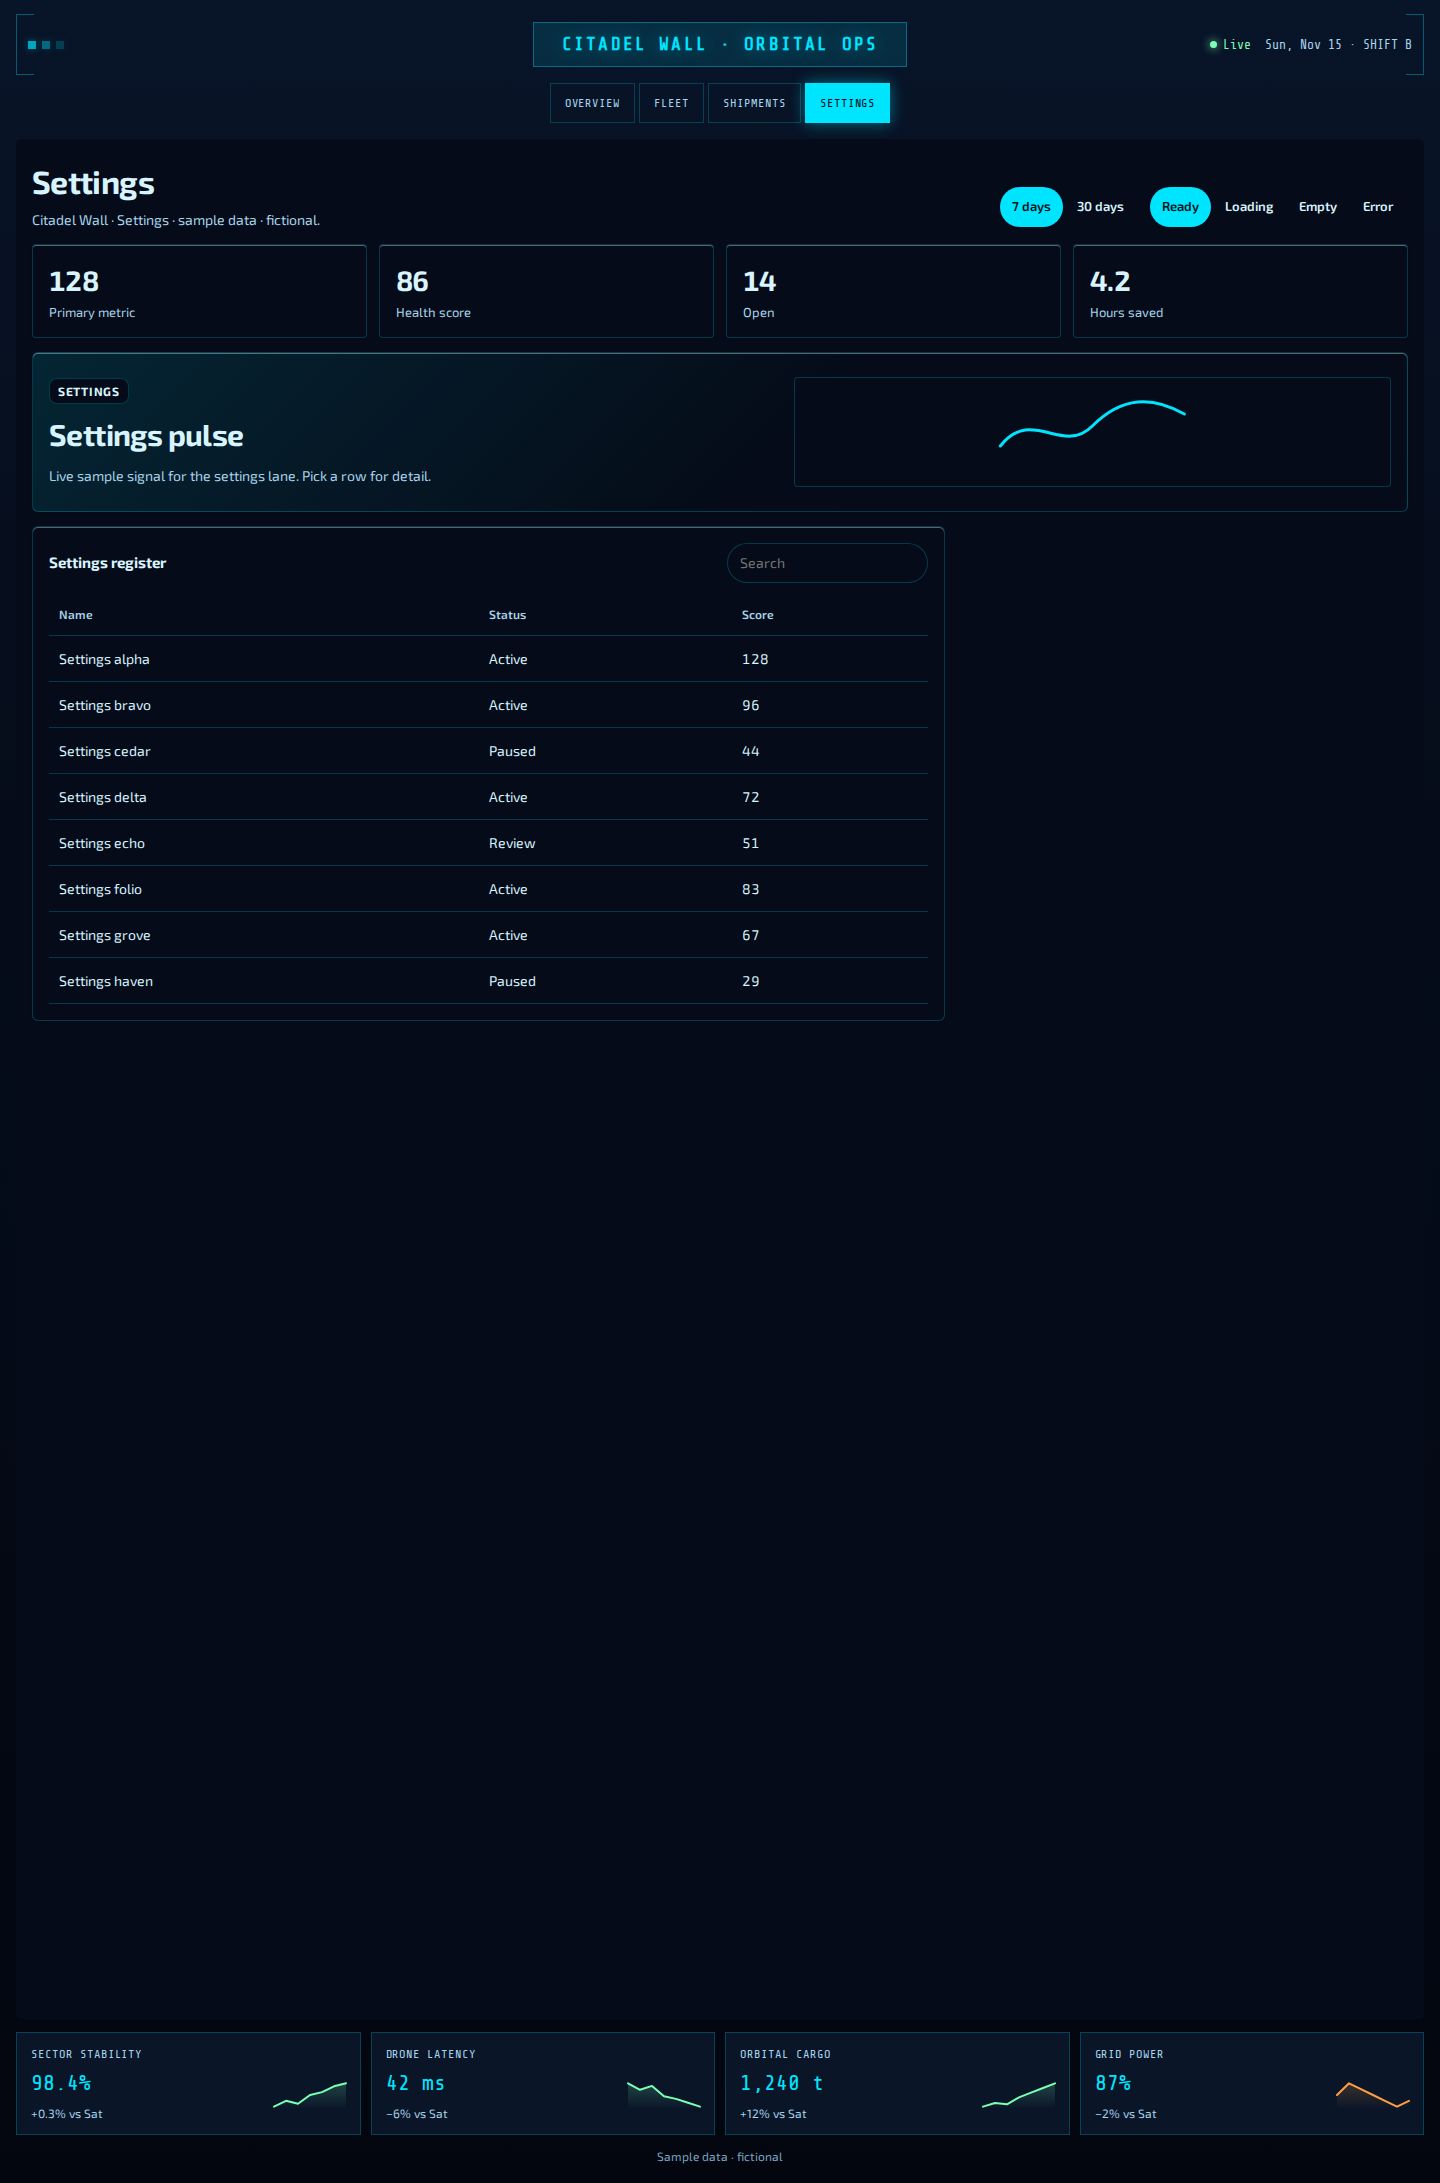 CITADEL WALL · ORBITAL OPS
Live Sun, Nov 15 · SHIFT B
OVERVIEW FLEET SHIPMENTS SETTINGS
Settings
Citadel Wall · Settings · sample data · fictional.
7 days 30 days Ready Loading Empty Error
128 86 14 4.2
Primary metric Health score Open Hours saved
SETTINGS
Settings pulse
Live sample signal for the settings lane. Pick a row for detail.
Settings register Search
Name Status Score
Settings alpha Active 128
Settings bravo Active 96
Settings cedar Paused 44
Settings delta Active 72
Settings echo Review 51
Settings folio Active 83
Settings grove Active 67
Settings haven Paused 29
SECTOR STABILITY DRONE LATENCY ORBITAL CARGO GRID POWER
98.4% 42 ms 1,240 t 87%
+0.3% vs Sat −6% vs Sat +12% vs Sat −2% vs Sat
Sample data · fictional